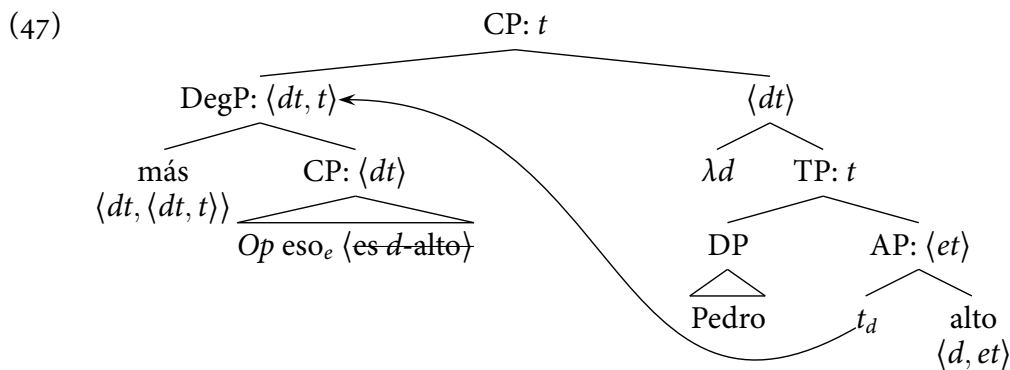 (47) CP: t
DegP: ⟨dt, t⟩ ⟨dt⟩
más CP: ⟨dt⟩ λd TP: t
⟨dt, ⟨dt, t⟩⟩
Op eso_e ⟨es d-alto⟩ DP AP: ⟨et⟩
Pedro t_d alto
⟨d, et⟩